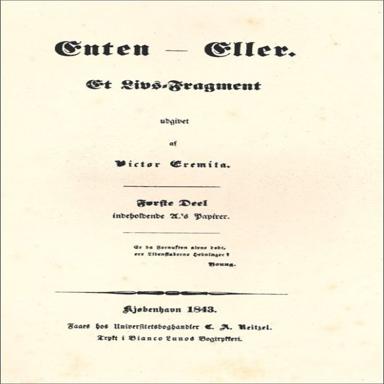 Enten — Eller.
Et Livs-Fragment
udgivet
af
Victor Eremita.
Første Deel
indeholdende A.'s Papirer.
Er da Fornuften alene døbt,
ere Lidenskaberne Hedninger?
Young.
Kjøbenhavn 1843.
Faaes hos Universitetsboghandler C. A. Reitzel.
Trykt i Bianco Lunos Bogtrykkeri.